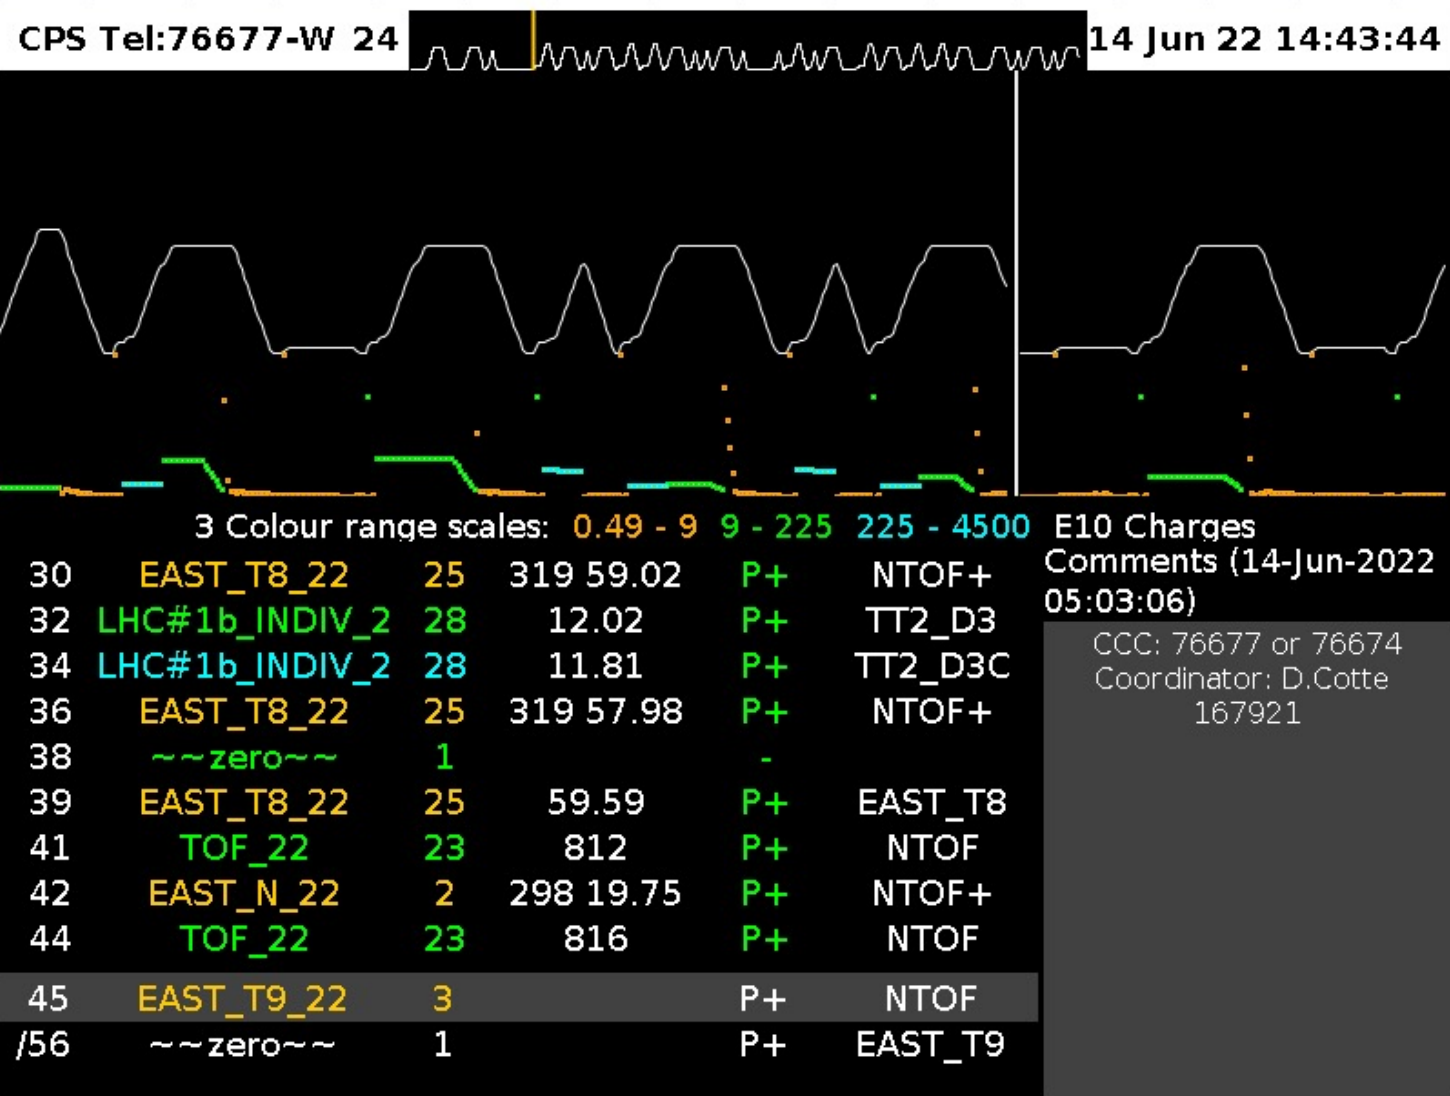 CPS Tel:76677-W 24 14 Jun 22 14:43:44
3 Colour range scales: 0.49 - 9 9 - 225 225 - 4500 E10 Charges
Comments (14-Jun-2022
05:03:06)
CCC: 76677 or 76674
Coordinator: D.Cotte
167921
30 EAST_T8_22 25 319 59.02 P+ NTOF+
32 LHC#1b_INDIV_2 28 12.02 P+ TT2_D3
34 LHC#1b_INDIV_2 28 11.81 P+ TT2_D3C
36 EAST_T8_22 25 319 57.98 P+ NTOF+
38 ~~zero~~ 1 -
39 EAST_T8_22 25 59.59 P+ EAST_T8
41 TOF_22 23 812 P+ NTOF
42 EAST_N_22 2 298 19.75 P+ NTOF+
44 TOF_22 23 816 P+ NTOF
45 EAST_T9_22 3 P+ NTOF
/56 ~~zero~~ 1 P+ EAST_T9